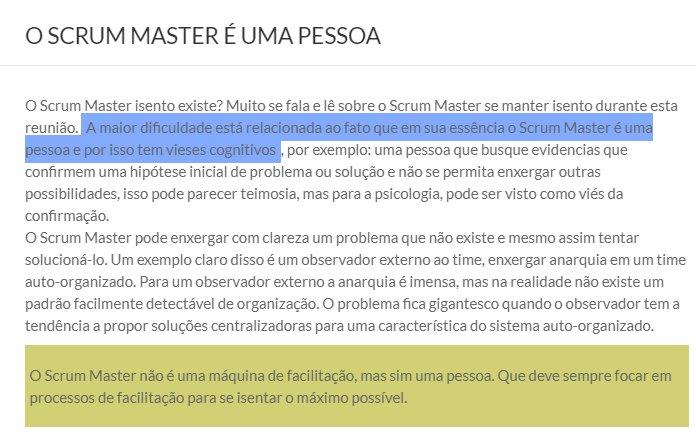 O SCRUM MASTER É UMA PESSOA
O Scrum Master isento existe? Muito se fala e lê sobre o Scrum Master se manter isento durante esta
reunião. A maior dificuldade está relacionada ao fato que em sua essência o Scrum Master é uma
pessoa e por isso tem vieses cognitivos , por exemplo: uma pessoa que busque evidencias que
confirmem uma hipótese inicial de problema ou solução e não se permita enxergar outras
possibilidades, isso pode parecer teimosia, mas para a psicologia, pode ser visto como viés da
confirmação.
O Scrum Master pode enxergar com clareza um problema que não existe e mesmo assim tentar
solucioná-lo. Um exemplo claro disso é um observador externo ao time, enxergar anarquia em um time
auto-organizado. Para um observador externo a anarquia é imensa, mas na realidade não existe um
padrão facilmente detectável de organização. O problema fica gigantesco quando o observador tem a
tendência a propor soluções centralizadoras para uma característica do sistema auto-organizado.
O Scrum Master não é uma máquina de facilitação, mas sim uma pessoa. Que deve sempre focar em
processos de facilitação para se isentar o máximo possível.